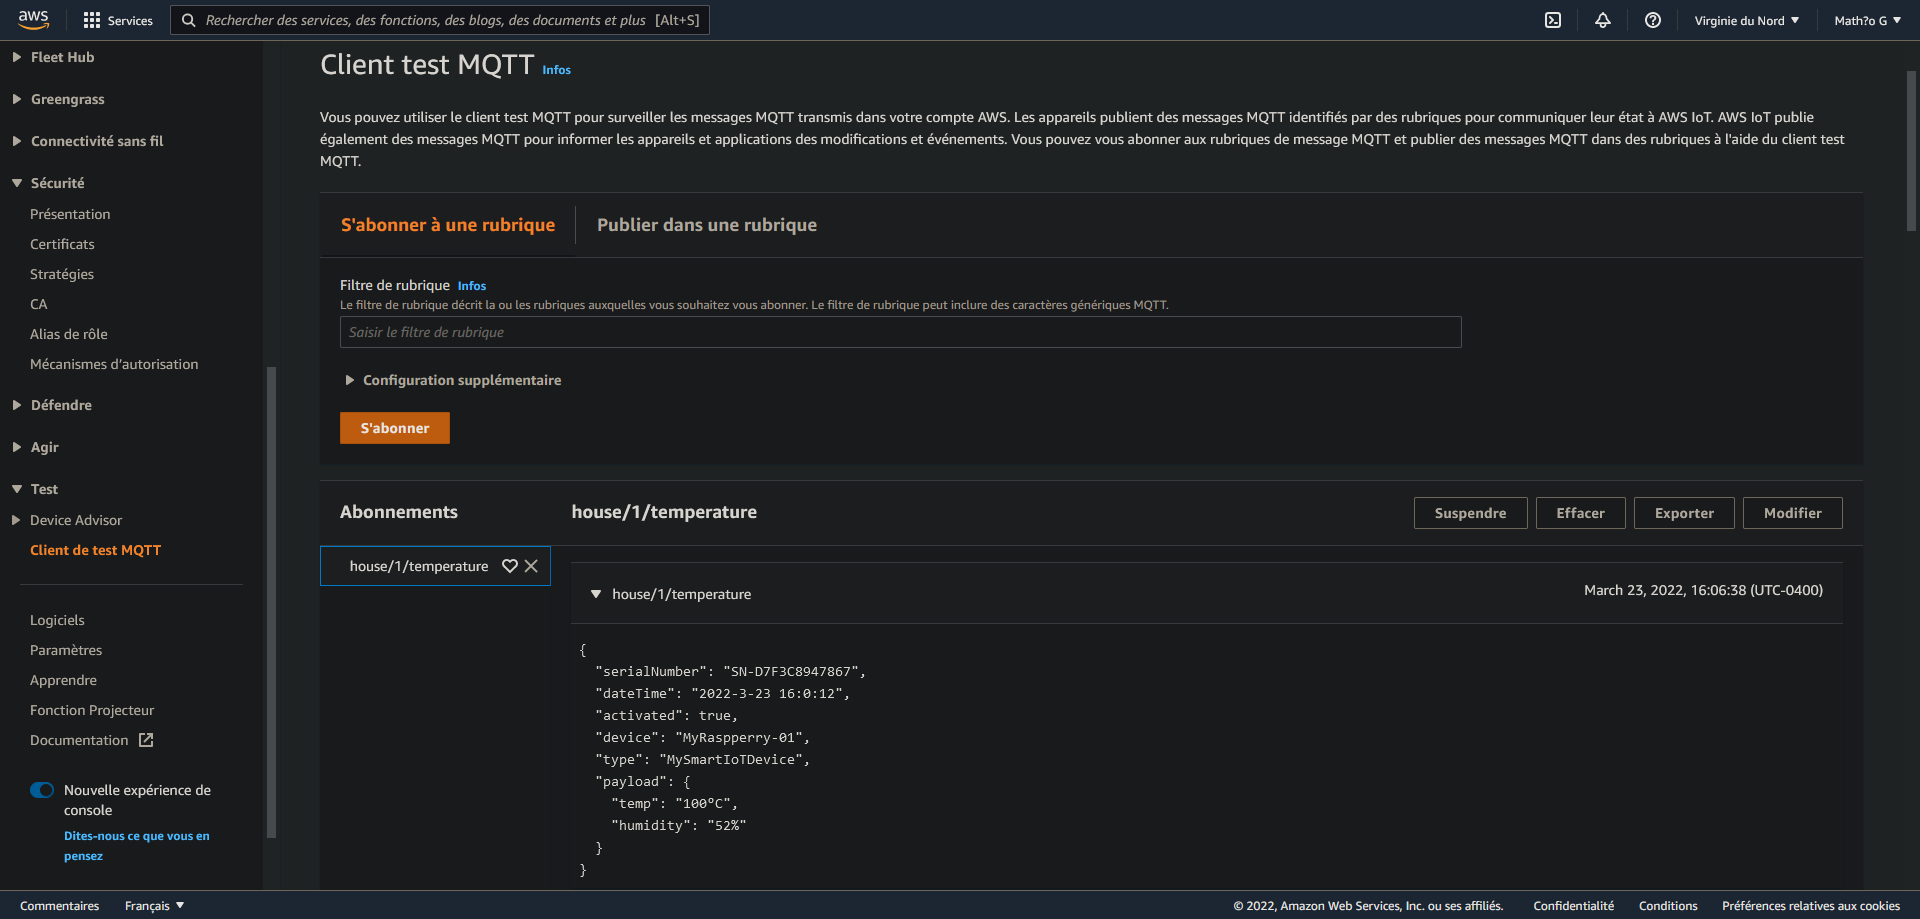 aws
Services
Rechercher des services, des fonctions, des blogs, des documents et plus [Alt+S]
Virginie du Nord
Math?o G
Fleet Hub
Greengrass
Connectivité sans fil
Sécurité
Présentation
Certificats
Stratégies
CA
Alias de rôle
Mécanismes d'autorisation
Défendre
Agir
Test
Device Advisor
Client de test MQTT
Logiciels
Paramètres
Apprendre
Fonction Projecteur
Documentation
Nouvelle expérience de
console
Dites-nous ce que vous en
pensez
Client test MQTT Infos
Vous pouvez utiliser le client test MQTT pour surveiller les messages MQTT transmis dans votre compte AWS. Les appareils publient des messages MQTT identifiés par des rubriques pour communiquer leur état à AWS IoT. AWS IoT publie
également des messages MQTT pour informer les appareils et applications des modifications et événements. Vous pouvez vous abonner aux rubriques de message MQTT et publier des messages MQTT dans des rubriques à l'aide du client test
MQTT.
S'abonner à une rubrique
Publier dans une rubrique
Filtre de rubrique Infos
Le filtre de rubrique décrit la ou les rubriques auxquelles vous souhaitez vous abonner. Le filtre de rubrique peut inclure des caractères génériques MQTT.
Saisir le filtre de rubrique
Configuration supplémentaire
S'abonner
Abonnements
house/1/temperature
Suspendre
Effacer
Exporter
Modifier
house/1/temperature
house/1/temperature
March 23, 2022, 16:06:38 (UTC-0400)
{
"serialNumber": "SN-D7F3C8947867",
"dateTime": "2022-3-23 16:0:12",
"activated": true,
"device": "MyRaspperry-01",
"type": "MySmartIoTDevice",
"payload": {
"temp": "100°C",
"humidity": "52%"
}
}
Commentaires
Français
© 2022, Amazon Web Services, Inc. ou ses affiliés.
Confidentialité
Conditions
Préférences relatives aux cookies